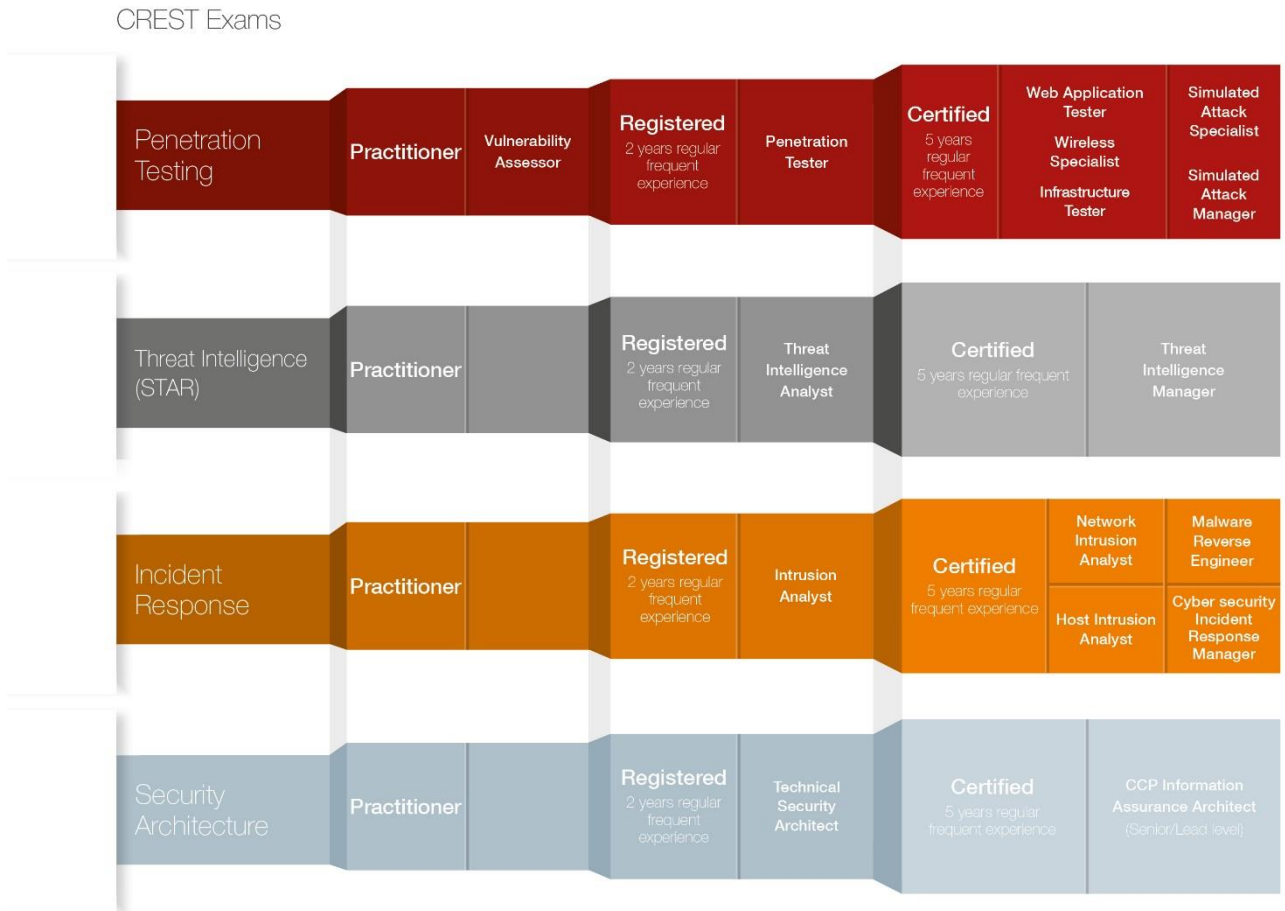 CREST Exams
Penetration
Testing
Practitioner
Vulnerability
Assessor
Registered
2 years regular
frequent
experience
Penetration
Tester
Certified
5 years
regular
frequent
experience
Web Application
Tester
Wireless
Specialist
Infrastructure
Tester
Simulated
Attack
Specialist
Simulated
Attack
Manager
Threat Intelligence
(STAR)
Practitioner
Registered
2 years regular
frequent
experience
Threat
Intelligence
Analyst
Certified
5 years regular frequent
experience
Threat
Intelligence
Manager
Incident
Response
Practitioner
Registered
2 years regular
frequent
experience
Intrusion
Analyst
Certified
5 years regular
frequent experience
Network
Intrusion
Analyst
Malware
Reverse
Engineer
Host Intrusion
Analyst
Cyber security
Incident
Response
Manager
Security
Architecture
Practitioner
Registered
2 years regular
frequent
experience
Technical
Security
Architect
Certified
5 years regular
frequent experience
CCP Information
Assurance Architect
(Senior/Lead level)